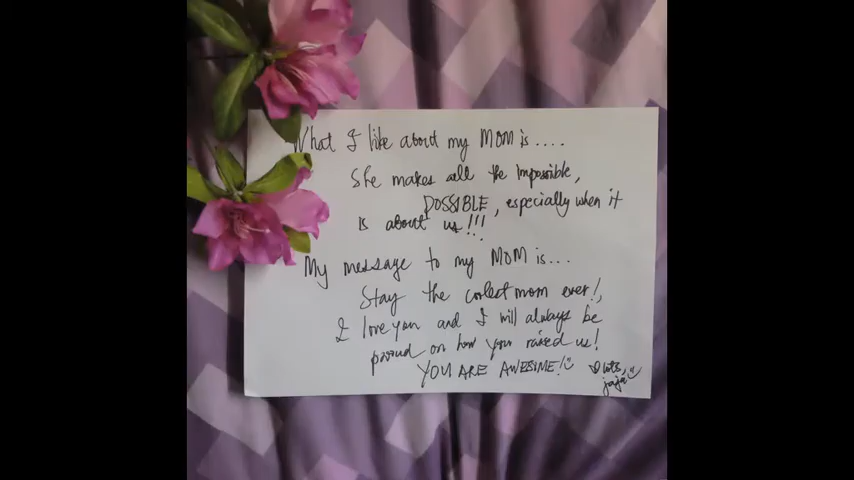 What I like about my MOM is....
She makes all the Impossible,
POSSIBLE, especially when it
is about us!!!
My message to my MOM is...
Stay the coolest mom ever!,
I love you and I will always be
proud on how you raised us!
YOU ARE AWESOME!
lots,
jaja